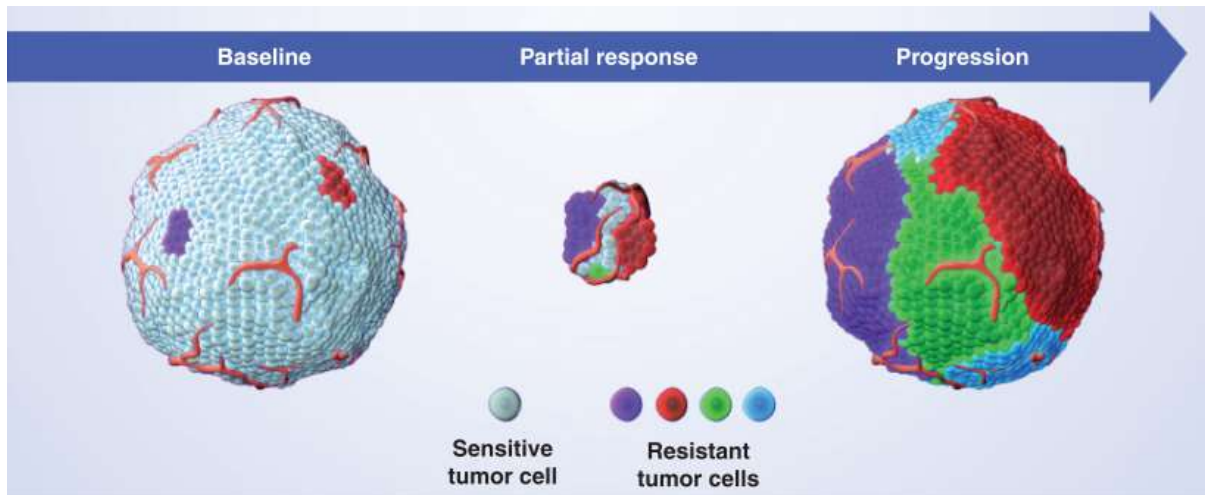 Baseline
Partial response
Progression
Sensitive
tumor cell
Resistant
tumor cells